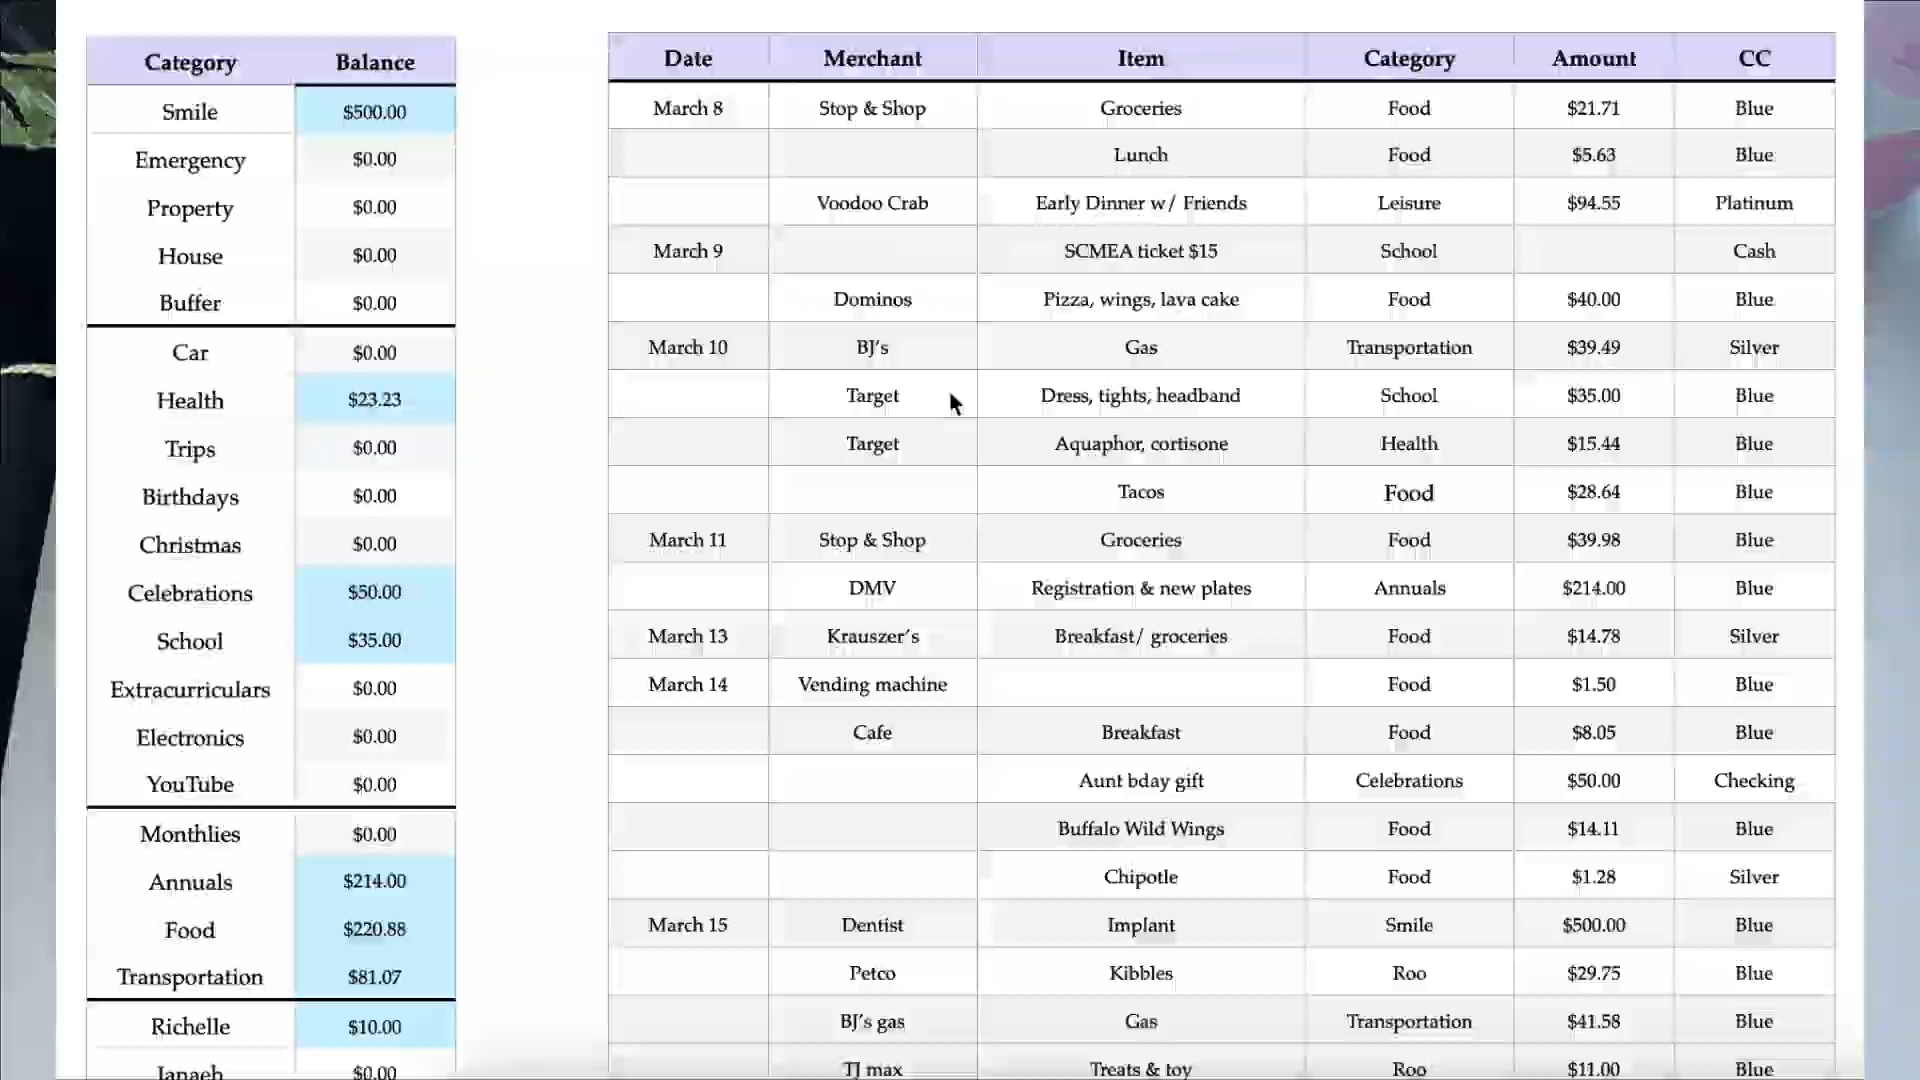 Category Balance
Smile $500.00
Emergency $0.00
Property $0.00
House $0.00
Buffer $0.00
Car $0.00
Health $23.23
Trips $0.00
Birthdays $0.00
Christmas $0.00
Celebrations $50.00
School $35.00
Extracurriculars $0.00
Electronics $0.00
YouTube $0.00
Monthlies $0.00
Annuals $214.00
Food $220.88
Transportation $81.07
Richelle $10.00
Janaeh $0.00
Date Merchant Item Category Amount CC
March 8 Stop & Shop Groceries Food $21.71 Blue
Lunch Food $5.63 Blue
Voodoo Crab Early Dinner w/ Friends Leisure $94.55 Platinum
March 9 SCMEA ticket $15 School Cash
Dominos Pizza, wings, lava cake Food $40.00 Blue
March 10 BJ's Gas Transportation $39.49 Silver
Target Dress, tights, headband School $35.00 Blue
Target Aquaphor, cortisone Health $15.44 Blue
Tacos Food $28.64 Blue
March 11 Stop & Shop Groceries Food $39.98 Blue
DMV Registration & new plates Annuals $214.00 Blue
March 13 Krauszer's Breakfast/ groceries Food $14.78 Silver
March 14 Vending machine Food $1.50 Blue
Cafe Breakfast Food $8.05 Blue
Aunt bday gift Celebrations $50.00 Checking
Buffalo Wild Wings Food $14.11 Blue
Chipotle Food $1.28 Silver
March 15 Dentist Implant Smile $500.00 Blue
Petco Kibbles Roo $29.75 Blue
BJ's gas Gas Transportation $41.58 Blue
TJ max Treats & toy Roo $11.00 Blue